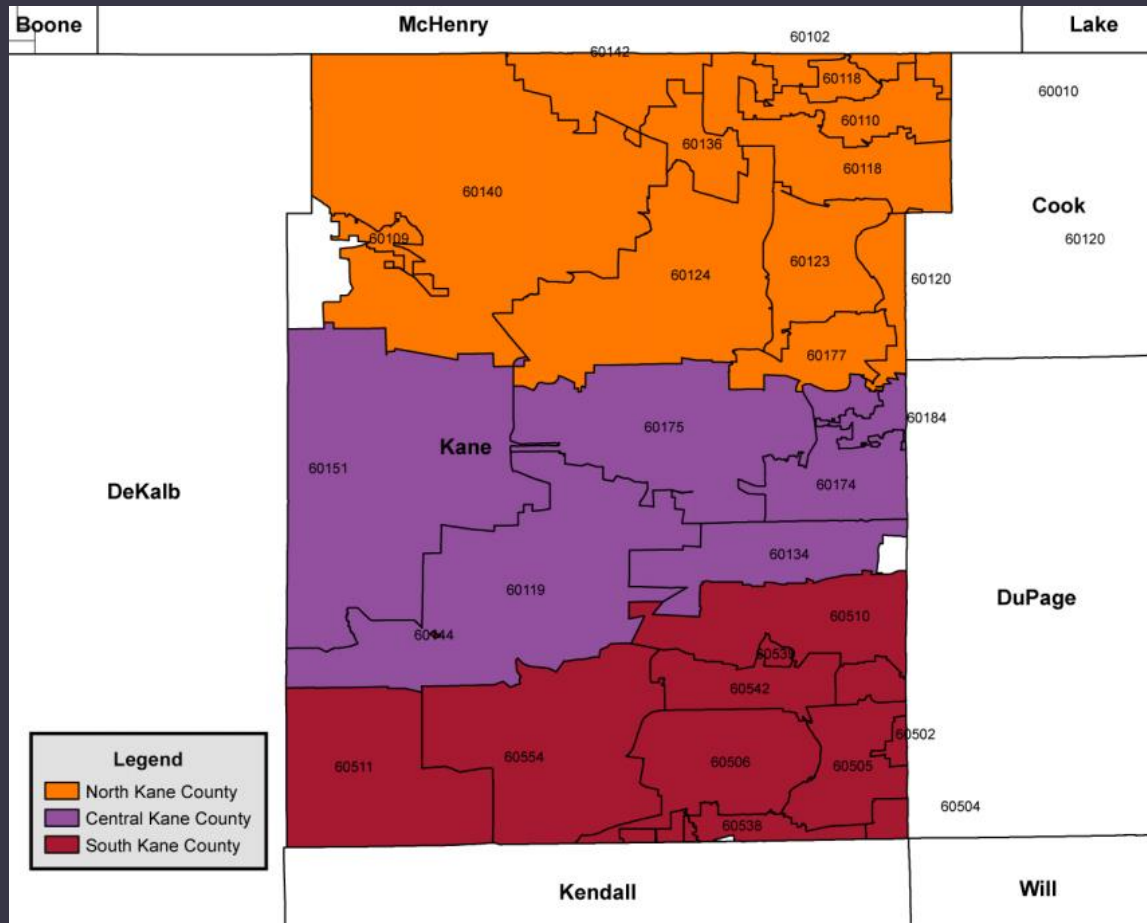 Boone
McHenry
Lake
60102
60142
60118
60010
60110
60136
60118
60140
Cook
60109
60120
60124
60123
60120
60177
60184
60175
Kane
60151
60174
DeKalb
60134
60119
DuPage
60510
60144
60539
60542
60502
60554
60506
60505
60511
60504
60538
Legend
North Kane County
Central Kane County
South Kane County
Kendall
Will